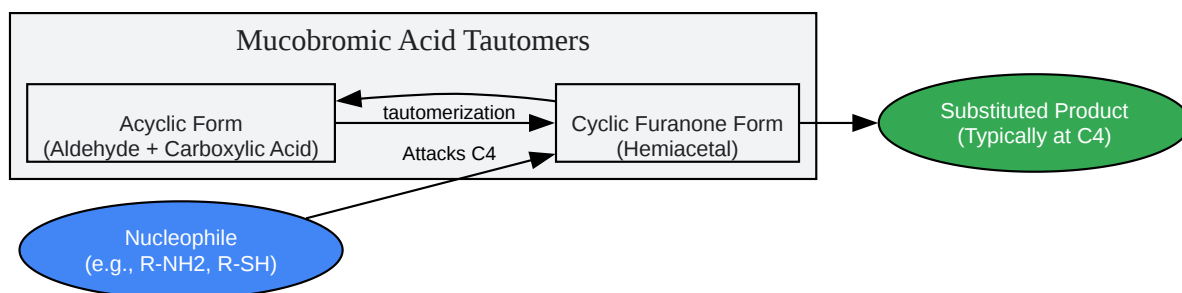 Mucobromic Acid Tautomers
Acyclic Form
(Aldehyde + Carboxylic Acid)
tautomerization
Cyclic Furanone Form
(Hemiacetal)
Substituted Product
(Typically at C4)
Attacks C4
Nucleophile
(e.g., R-NH2, R-SH)